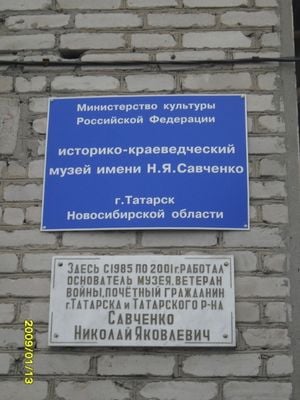 Министерство культуры
Российской Федерации
историко-краеведческий
музей имени Н.Я.Савченко
г.Татарск
Новосибирской области
ЗДЕСЬ С 1985 ПО 2001 г. РАБОТАЛ
ОСНОВАТЕЛЬ МУЗЕЯ, ВЕТЕРАН
ВОЙНЫ, ПОЧЁТНЫЙ ГРАЖДАНИН
г. ТАТАРСКА И ТАТАРСКОГО Р-НА
САВЧЕНКО
НИКОЛАЙ ЯКОВЛЕВИЧ
2009/01/13